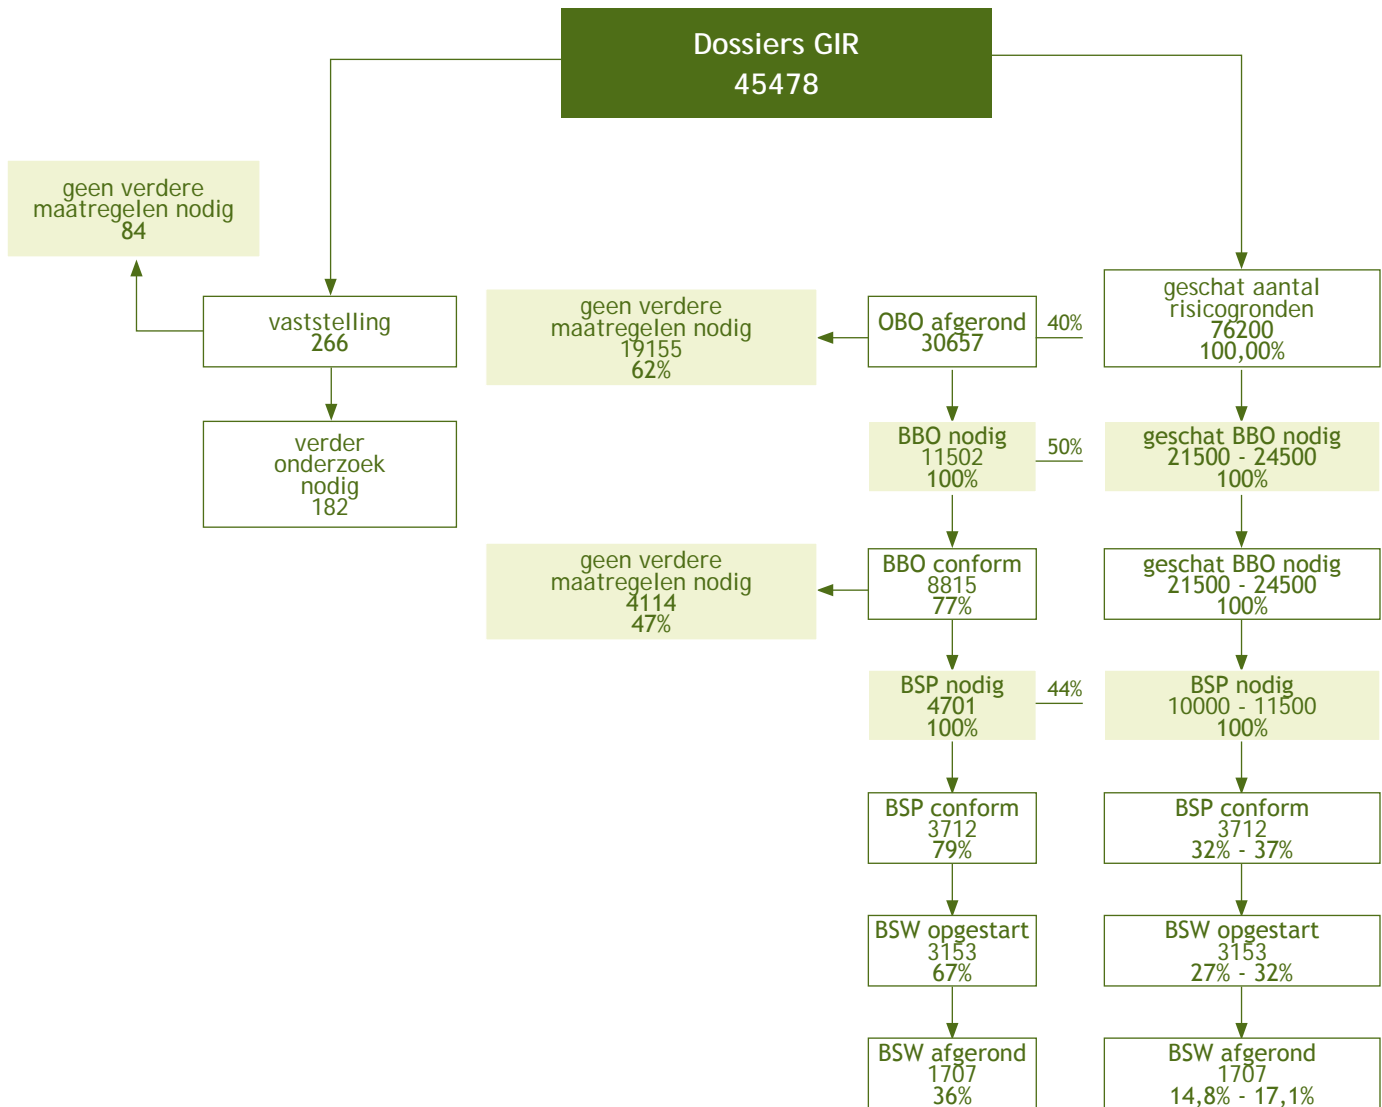 Dossiers GIR
45478
geen verdere
maatregelen nodig
84
vaststelling
266
verder
onderzoek
nodig
182
geen verdere
maatregelen nodig
19155
62%
OBO afgerond
30657
40%
geschat aantal
risicogronden
76200
100,00%
BBO nodig
11502
100%
50%
geschat BBO nodig
21500 - 24500
100%
geen verdere
maatregelen nodig
4114
47%
BBO conform
8815
77%
geschat BBO nodig
21500 - 24500
100%
BSP nodig
4701
100%
44%
BSP nodig
10000 - 11500
100%
BSP conform
3712
79%
BSP conform
3712
32% - 37%
BSW opgestart
3153
67%
BSW opgestart
3153
27% - 32%
BSW afgerond
1707
36%
BSW afgerond
1707
14,8% - 17,1%